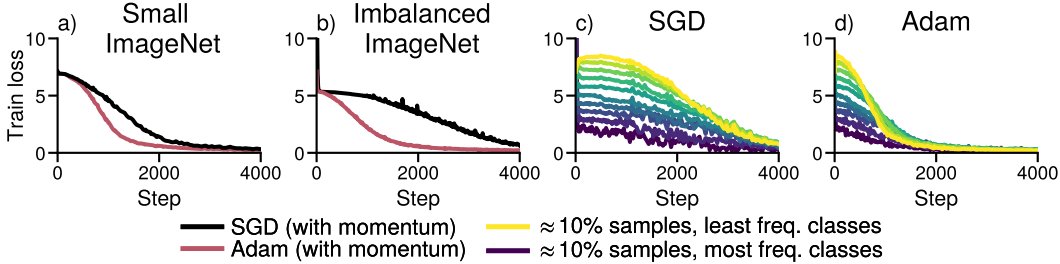 a) Small
ImageNet
b) Imbalanced
ImageNet
c) SGD
d) Adam
Train loss
10
5
0
0 2000 4000
Step
10
5
0
0 2000 4000
Step
10
5
0
0 2000 4000
Step
10
5
0
0 2000 4000
Step
SGD (with momentum)
Adam (with momentum)
≈10% samples, least freq. classes
≈10% samples, most freq. classes